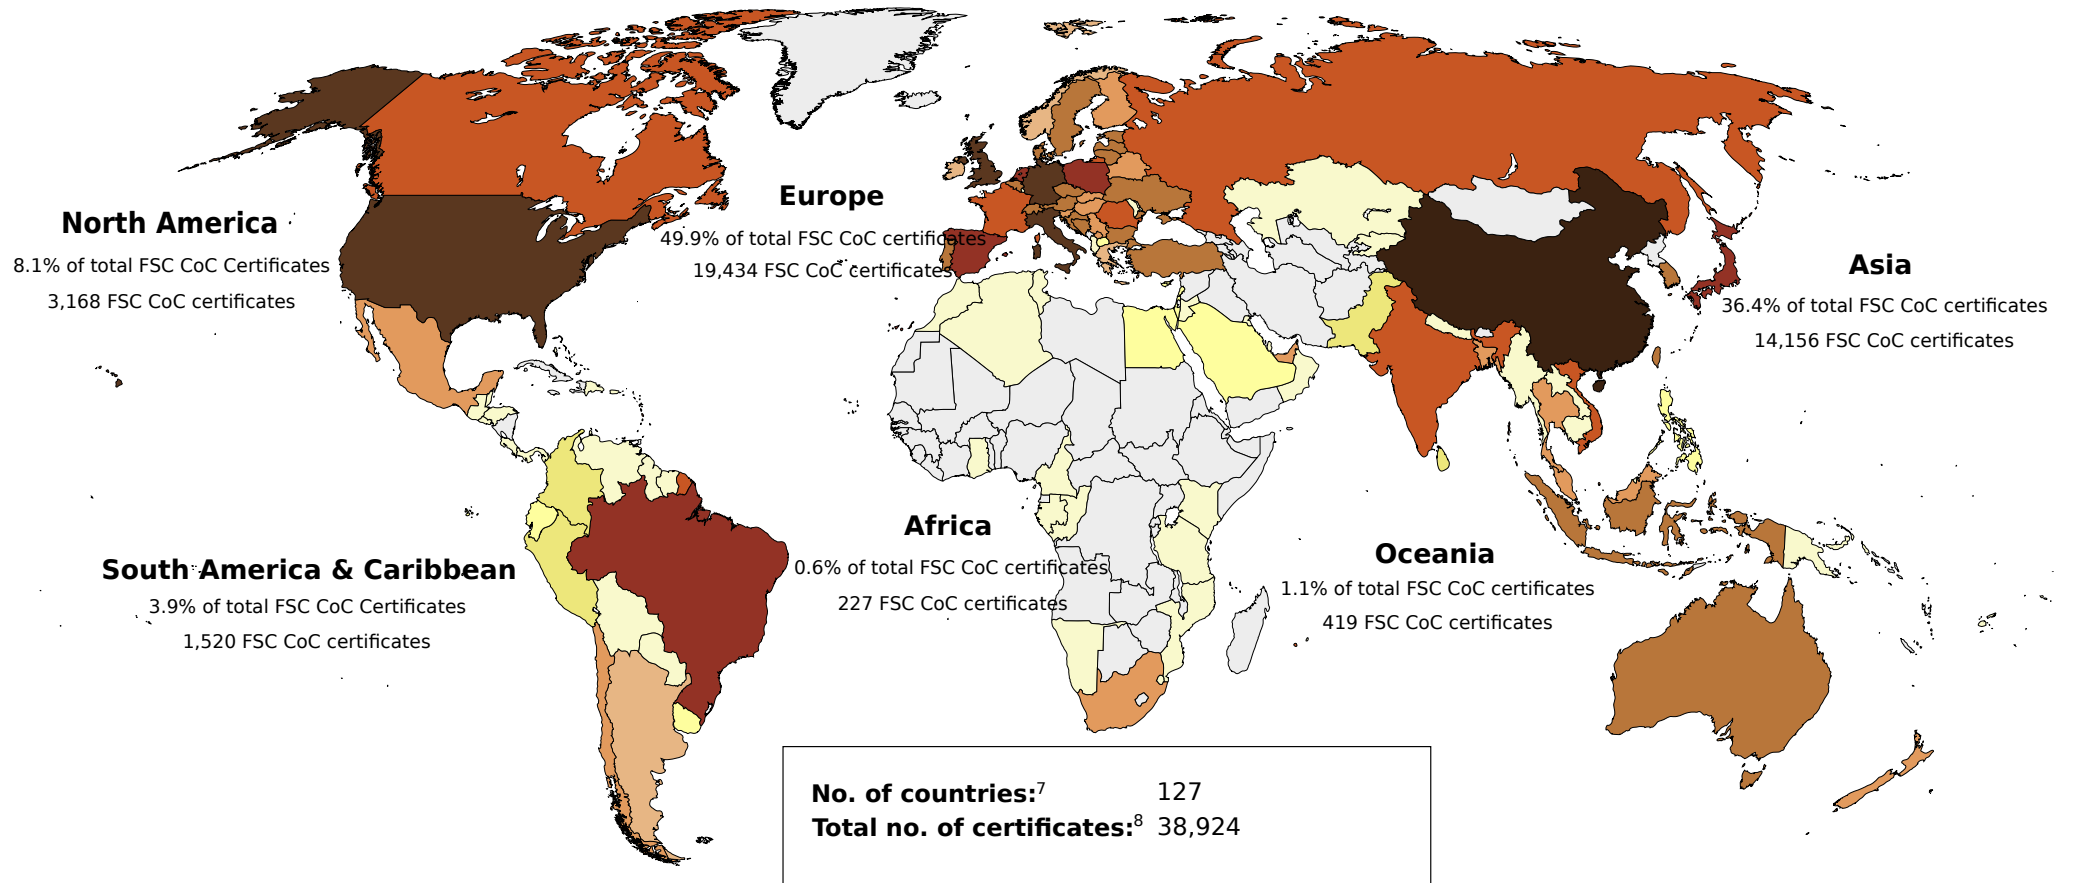 North America
8.1% of total FSC CoC Certificates
3,168 FSC CoC certificates
Europe
49.9% of total FSC CoC certificates
19,434 FSC CoC certificates
Asia
36.4% of total FSC CoC certificates
14,156 FSC CoC certificates
South America & Caribbean
3.9% of total FSC CoC Certificates
1,520 FSC CoC certificates
Africa
0.6% of total FSC CoC certificates
227 FSC CoC certificates
Oceania
1.1% of total FSC CoC certificates
419 FSC CoC certificates
No. of countries:⁷ 127
Total no. of certificates:⁸ 38,924